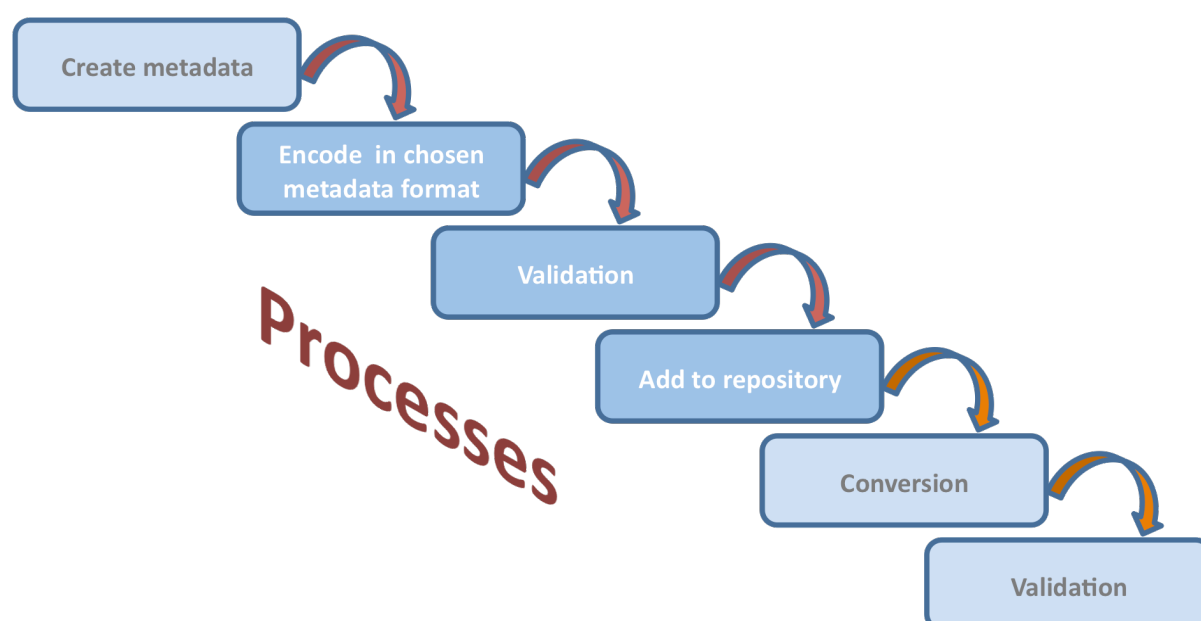 Create metadata
Encode  in chosen
metadata format
Validation
Processes
Add to repository
Conversion
Validation